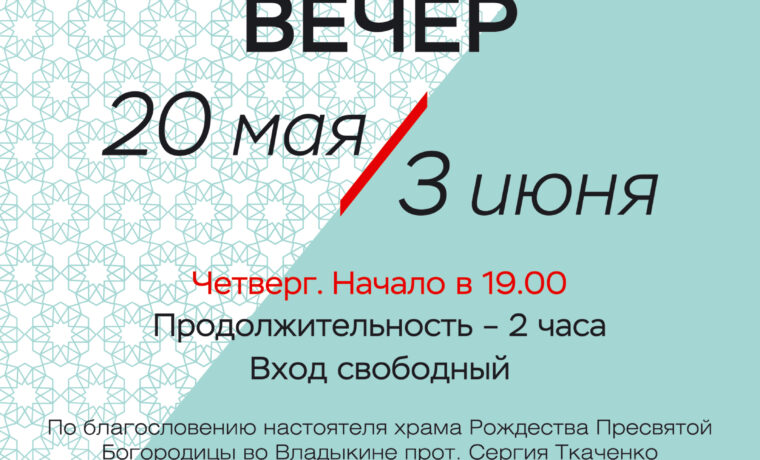 ВЕЧЕР
20 мая
3 июня
Четверг. Начало в 19.00
Продолжительность – 2 часа
Вход свободный
По благословению настоятеля храма Рождества Пресвятой
Богородицы во Владыкине прот. Сергия Ткаченко